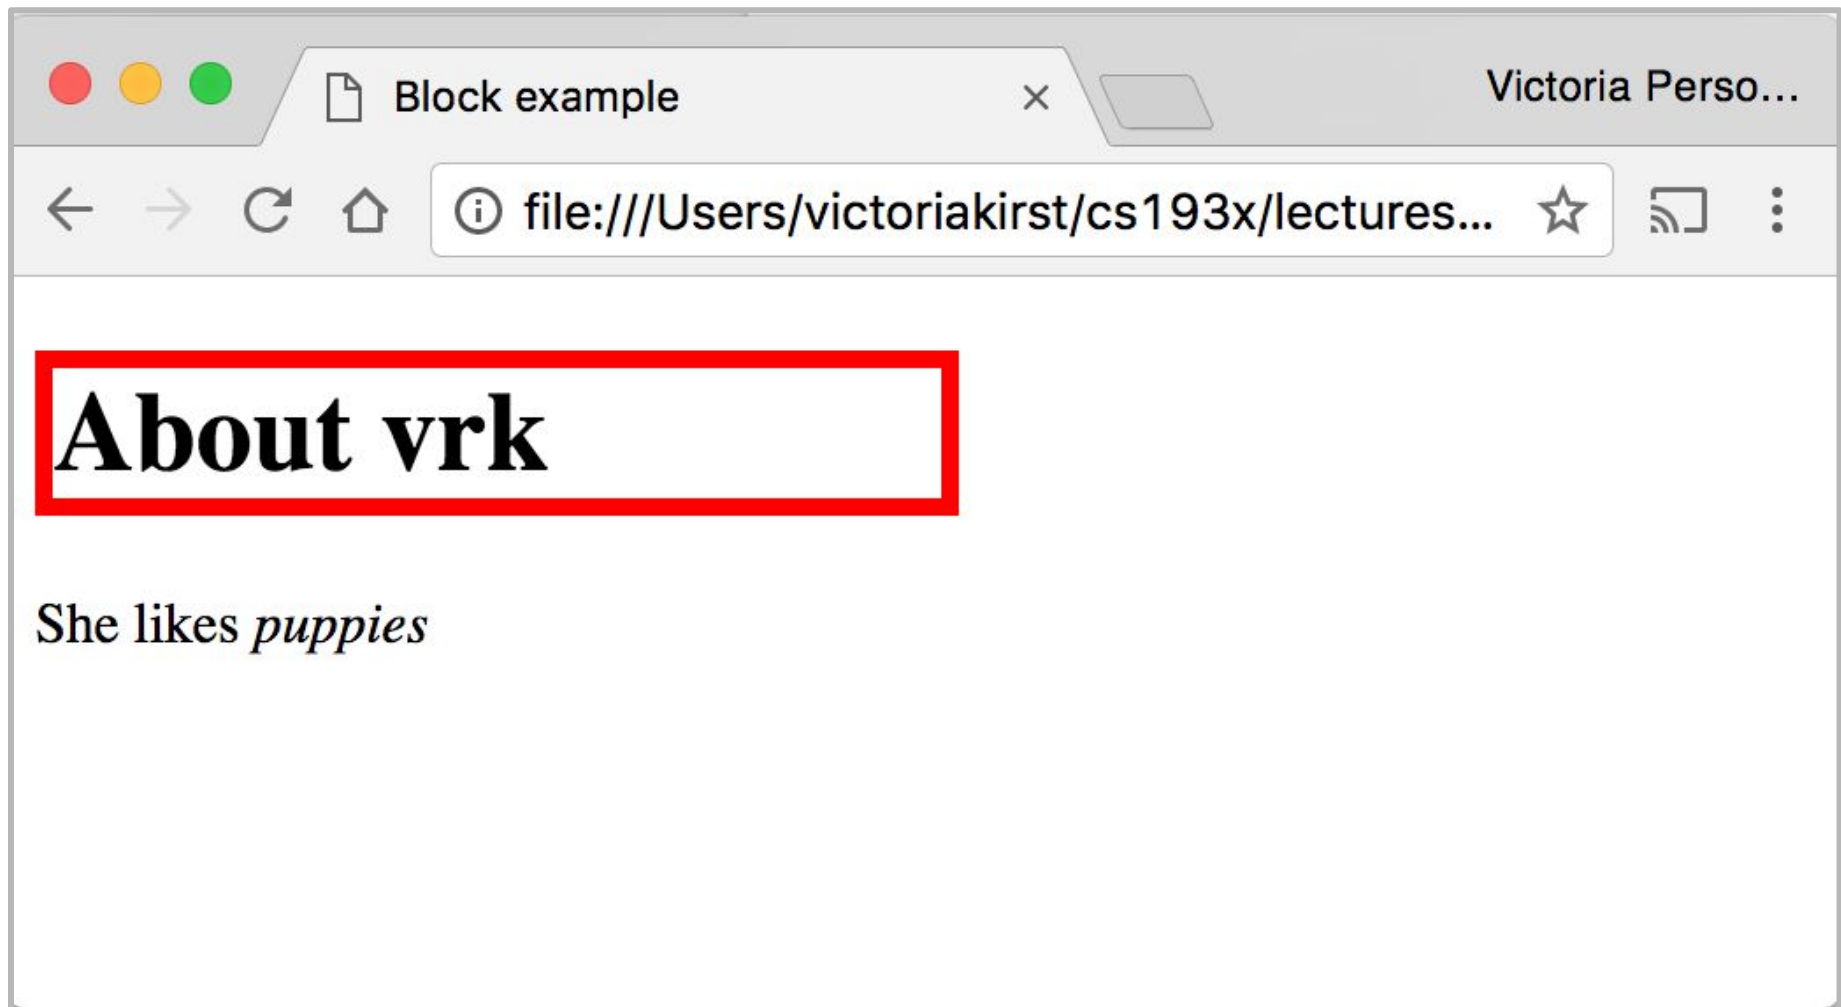 Block example
Victoria Perso...
file:///Users/victoriakirst/cs193x/lectures...
About vrk
She likes puppies